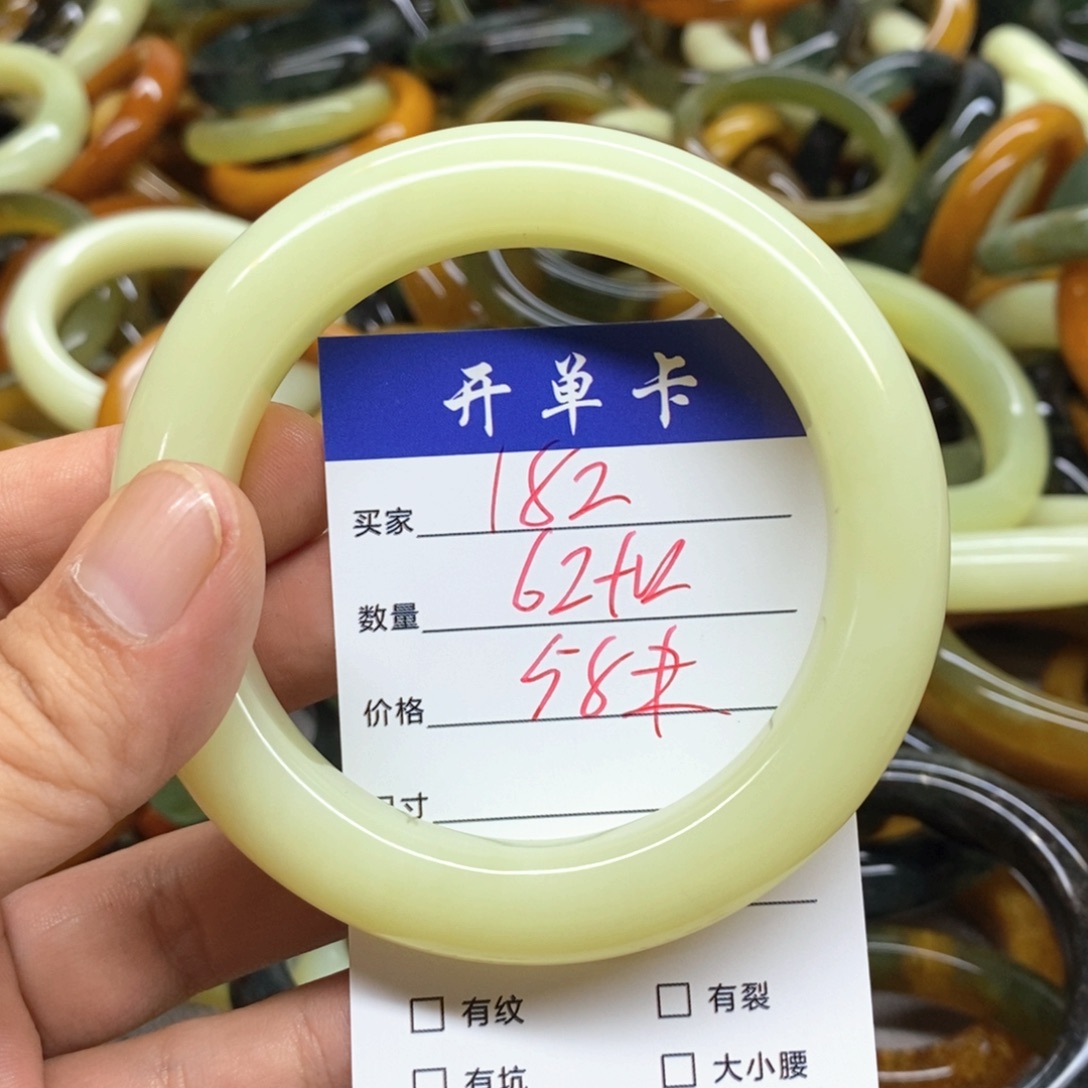 开单卡
买家 182
数量 62
价格 58
寸
有纹 有裂
有坑 大小腰